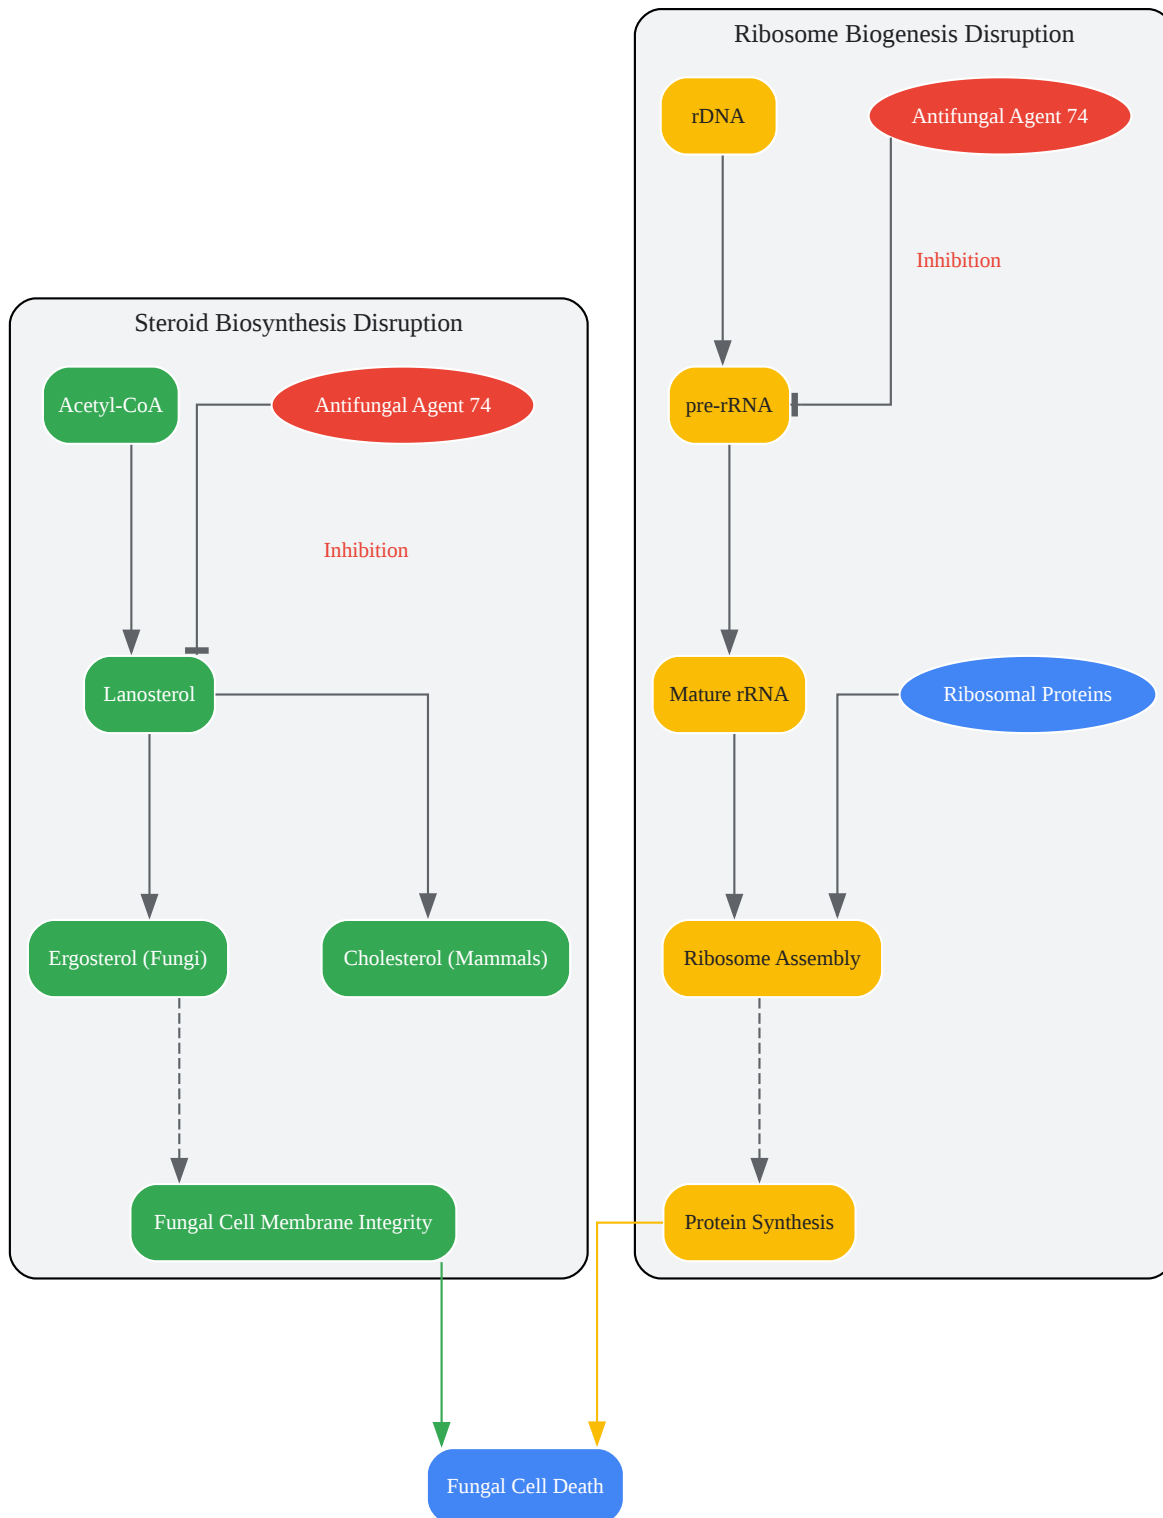 Ribosome Biogenesis Disruption
rDNA
Antifungal Agent 74
Inhibition
pre-rRNA
Mature rRNA
Ribosomal Proteins
Ribosome Assembly
Protein Synthesis
Steroid Biosynthesis Disruption
Acetyl-CoA
Antifungal Agent 74
Inhibition
Lanosterol
Ergosterol (Fungi)
Cholesterol (Mammals)
Fungal Cell Membrane Integrity
Fungal Cell Death